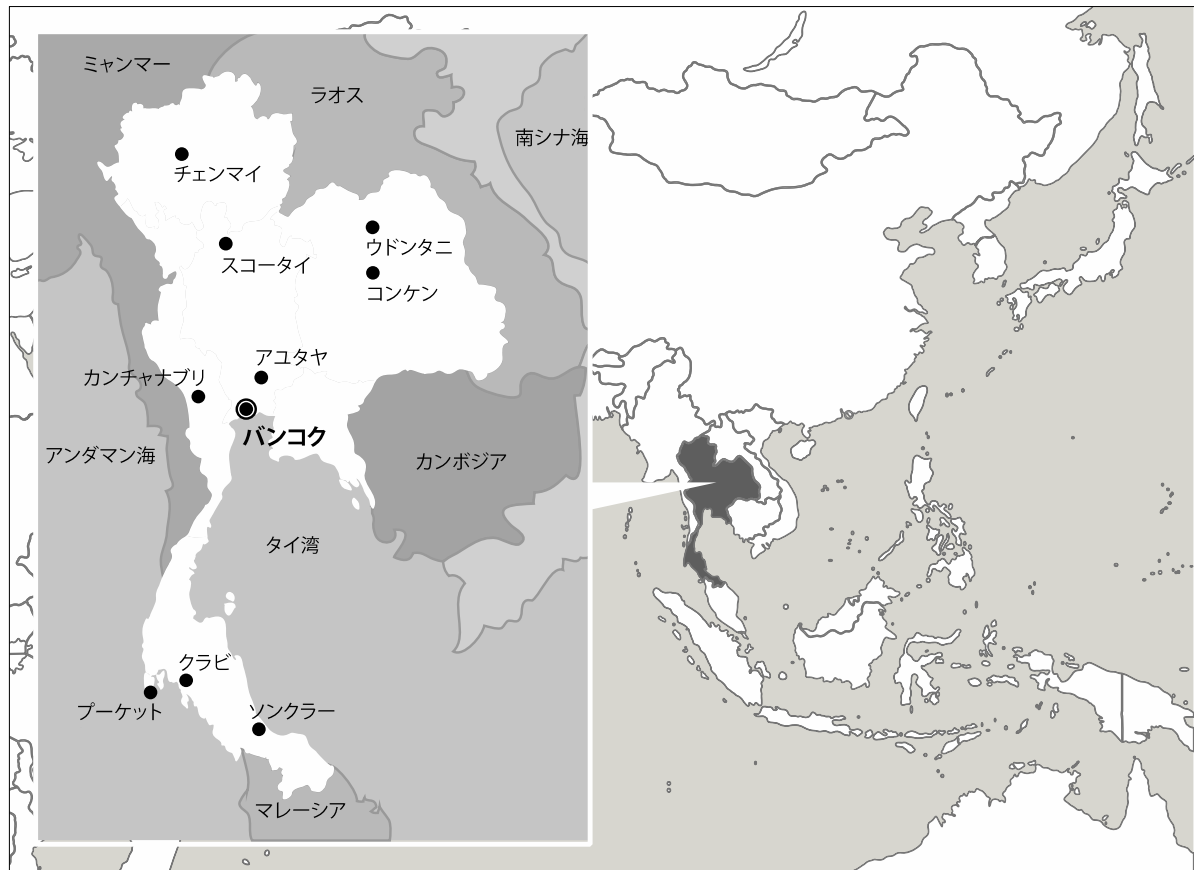 ミャンマー
ラオス
南シナ海
チェンマイ
ウドンタニ
スコータイ
コンケン
アユタヤ
カンチャナブリ
バンコク
アンダマン海
カンボジア
タイ湾
クラビ
プーケット
ソンクラー
マレーシア